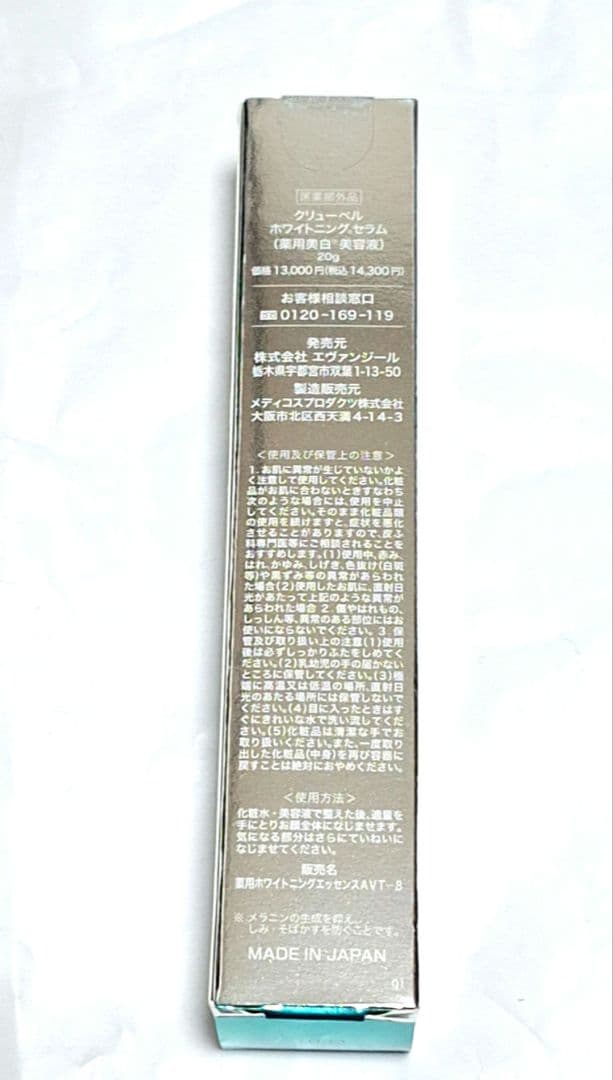 医薬部外品
クリューベル
ホワイトニング セラム
(薬用美白※美容液)
20g
価格13,000円(税込14,300円)
お客様相談窓口
0120-169-119
発売元
株式会社 エヴァンジール
栃木県宇都宮市双葉1-13-50
製造販売元
メディコスプロダクツ株式会社
大阪市北区西天満4-14-3
<使用及び保管上の注意>
1. お肌に異常が生じていないかよ
く注意して使用してください。化粧
品がお肌に合わないときすなわち
次のような場合には、使用を中止
してください。そのまま化粧品類
の使用を続けますと、症状を悪化
させることがありますので、皮ふ
科専門医等にご相談されることを
おすすめします。(1)使用中、赤み、
はれ、かゆみ、しげき、色抜け(白斑
等)や黒ずみ等の異常があらわれ
た場合(2)使用したお肌に、直射日
光があたって上記のような異常が
あらわれた場合 2. 傷やはれもの、
しっしん等、異常のある部位にはお
使いにならないでください。3. 保
管及び取り扱い上の注意(1)使用
後は必ずしっかりふたをしめてく
ださい。(2)乳幼児の手の届かない
ところに保管してください。(3)極
端に高温又は低温の場所、直射日
光のあたる場所には保管しないで
ください。(4)目に入ったときはす
ぐにきれいな水で洗い流してくだ
さい。(5)化粧品は清潔な手でお
取り扱いください。また、一度取り
出した化粧品(中身)を再び容器に
戻すことは絶対におやめください。
<使用方法>
化粧水・美容液で整えた後、適量を
手にとりお顔全体になじませます。
気になる部分はさらにていねいに
なじませてください。
販売名
薬用ホワイトニングエッセンスAVT-B
※ メラニンの生成を抑え、
しみ・そばかすを防ぐことです。
MADE IN JAPAN
01